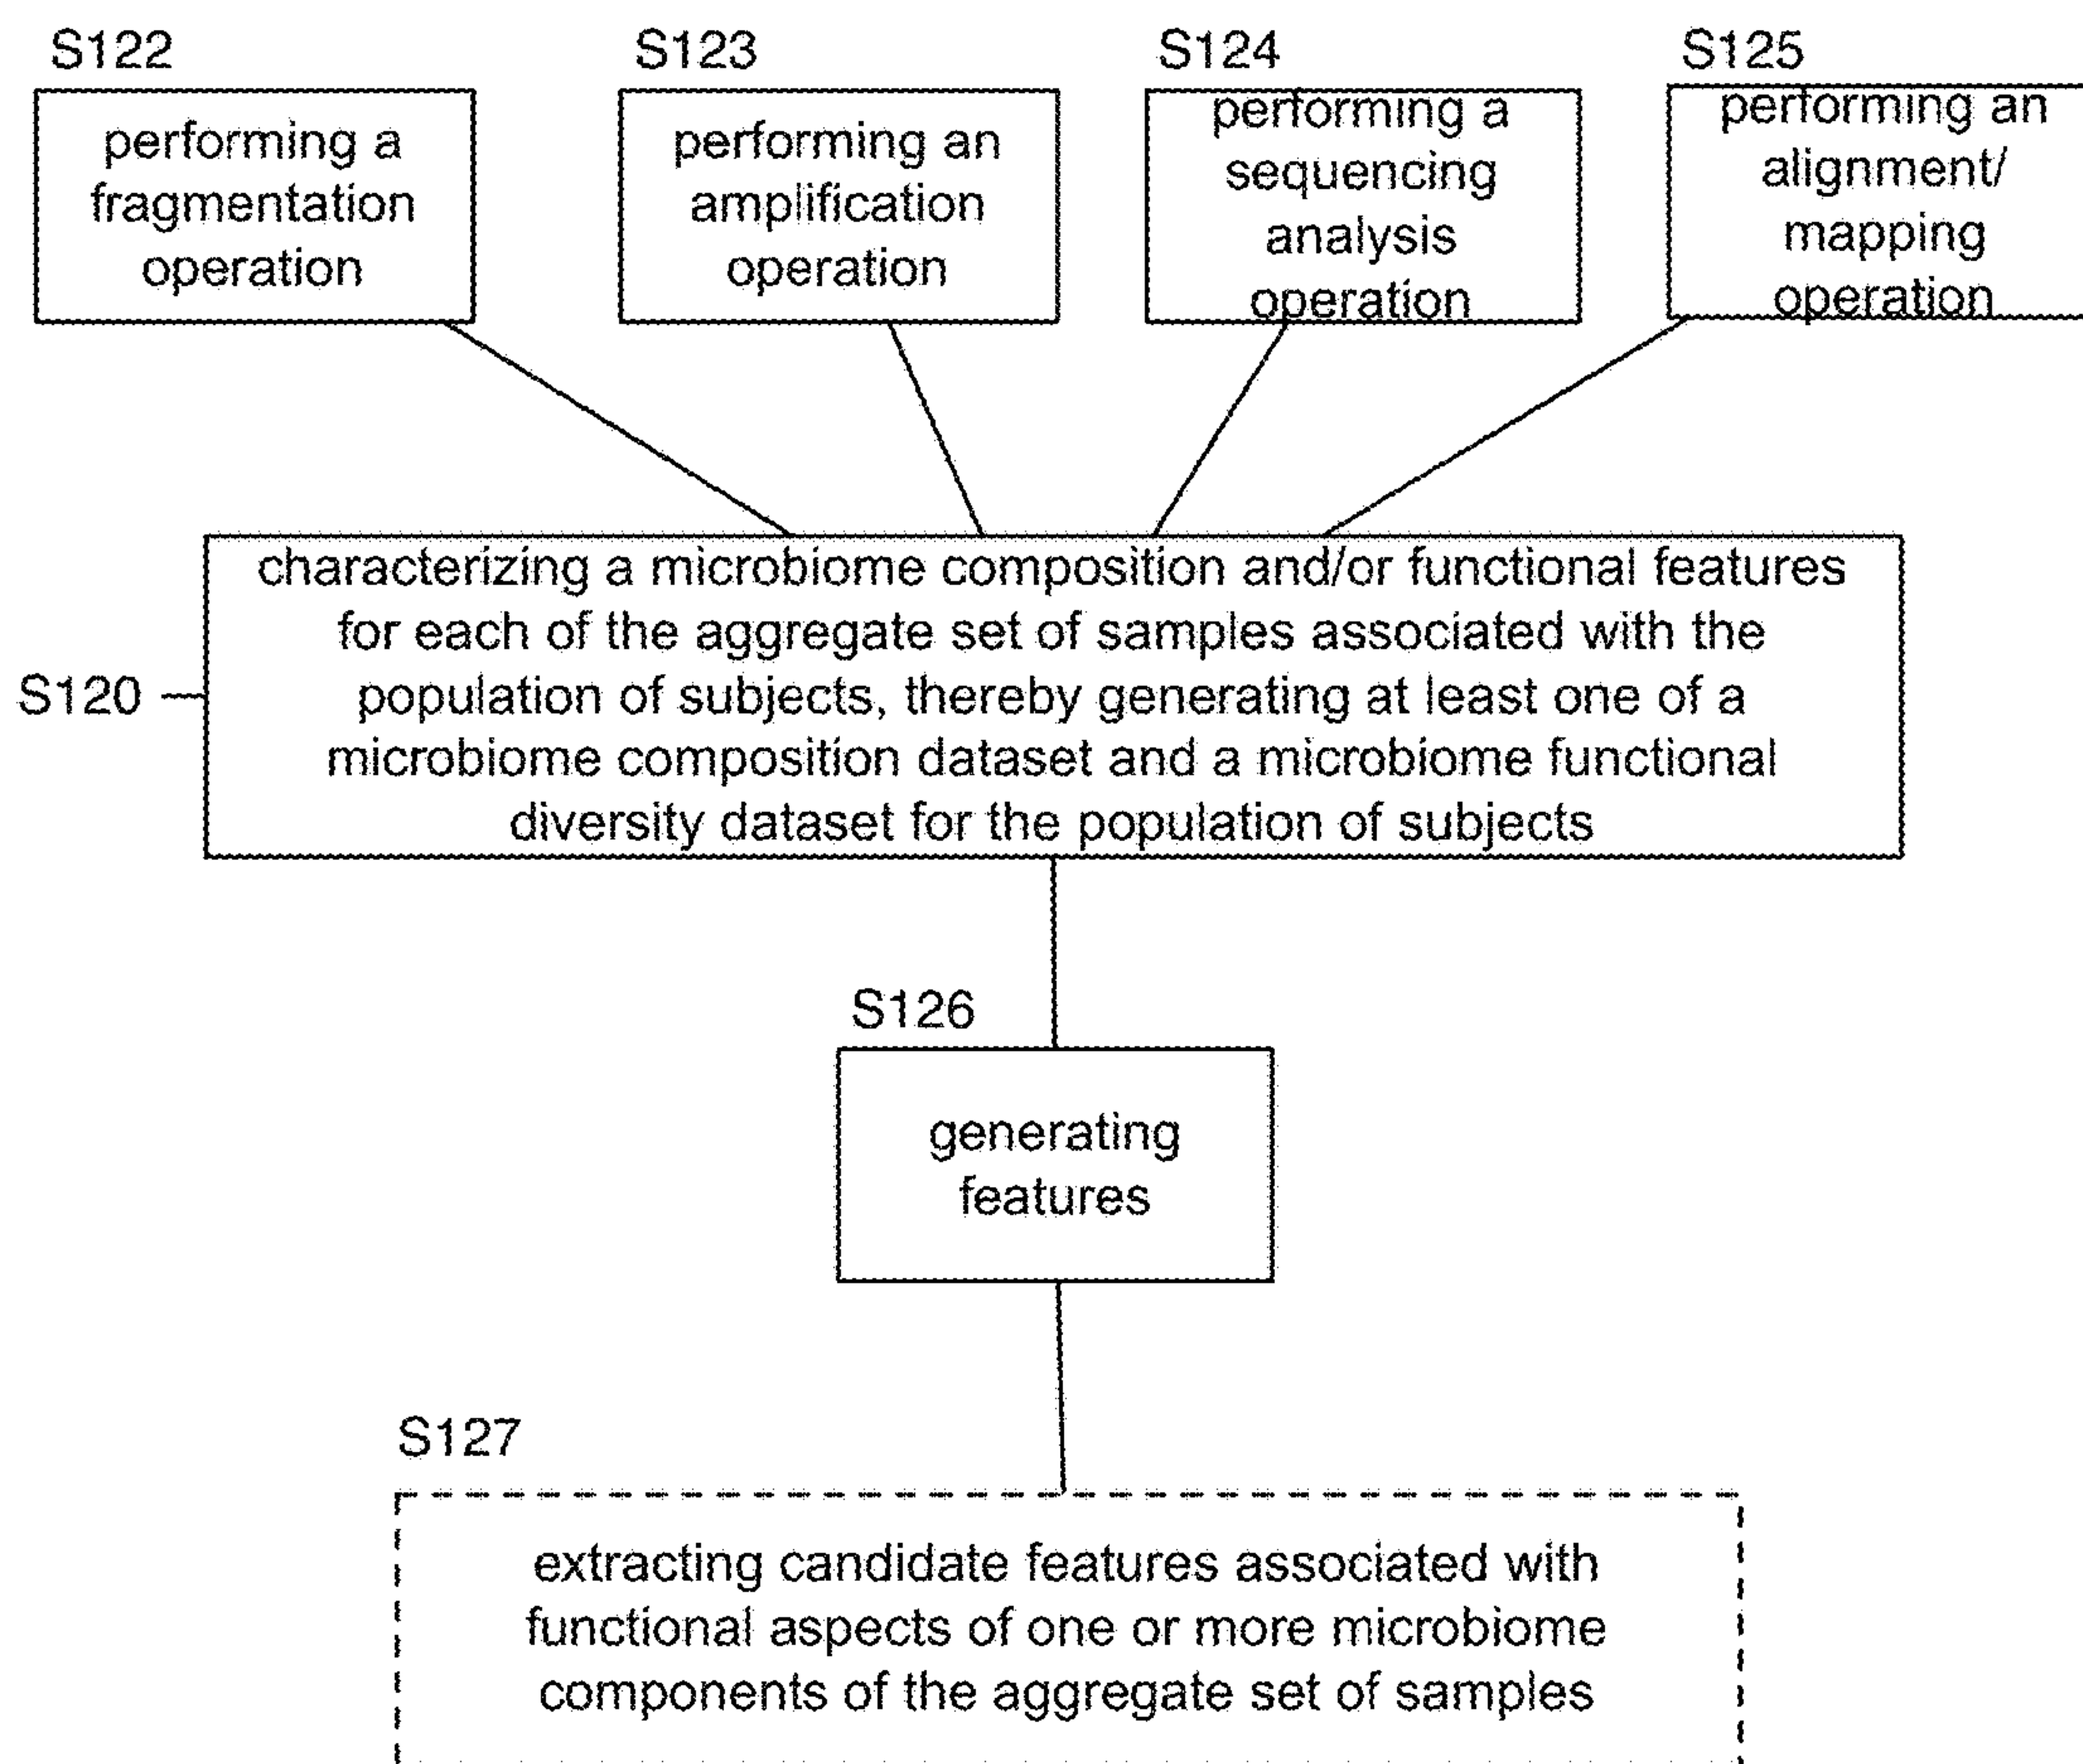 S122
performing a
fragmentation
operation
S123
performing an
amplification
operation
S124
performing a
sequencing
analysis
operation
S125
performing an
alignment/
mapping
operation
S120
characterizing a microbiome composition and/or functional features
for each of the aggregate set of samples associated with the
population of subjects, thereby generating at least one of a
microbiome composition dataset and a microbiome functional
diversity dataset for the population of subjects
S126
generating
features
S127
extracting candidate features associated with
functional aspects of one or more microbiome
components of the aggregate set of samples